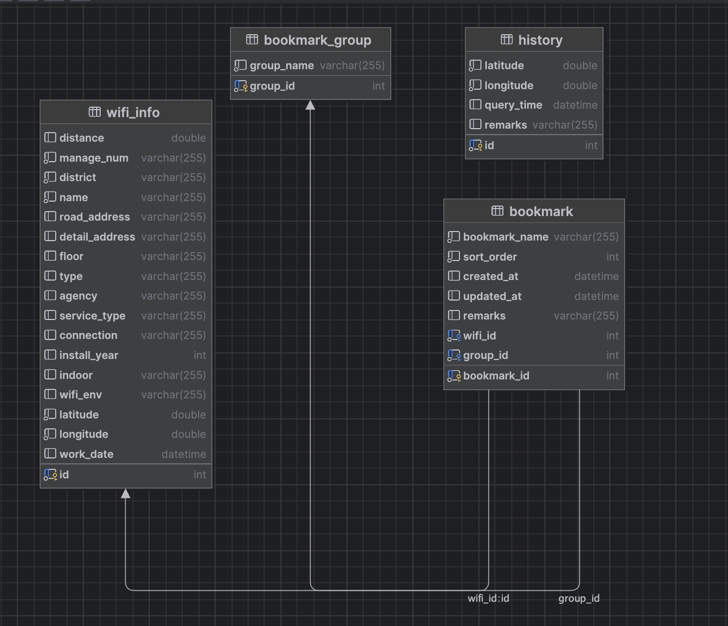 bookmark_group
group_name varchar(255)
group_id int
history
latitude double
longitude double
query_time datetime
remarks varchar(255)
id int
wifi_info
distance double
manage_num varchar(255)
district varchar(255)
name varchar(255)
road_address varchar(255)
detail_address varchar(255)
floor varchar(255)
type varchar(255)
agency varchar(255)
service_type varchar(255)
connection varchar(255)
install_year int
indoor varchar(255)
wifi_env varchar(255)
latitude double
longitude double
work_date datetime
id int
bookmark
bookmark_name varchar(255)
sort_order int
created_at datetime
updated_at datetime
remarks varchar(255)
wifi_id int
group_id int
bookmark_id int
wifi_id:id
group_id